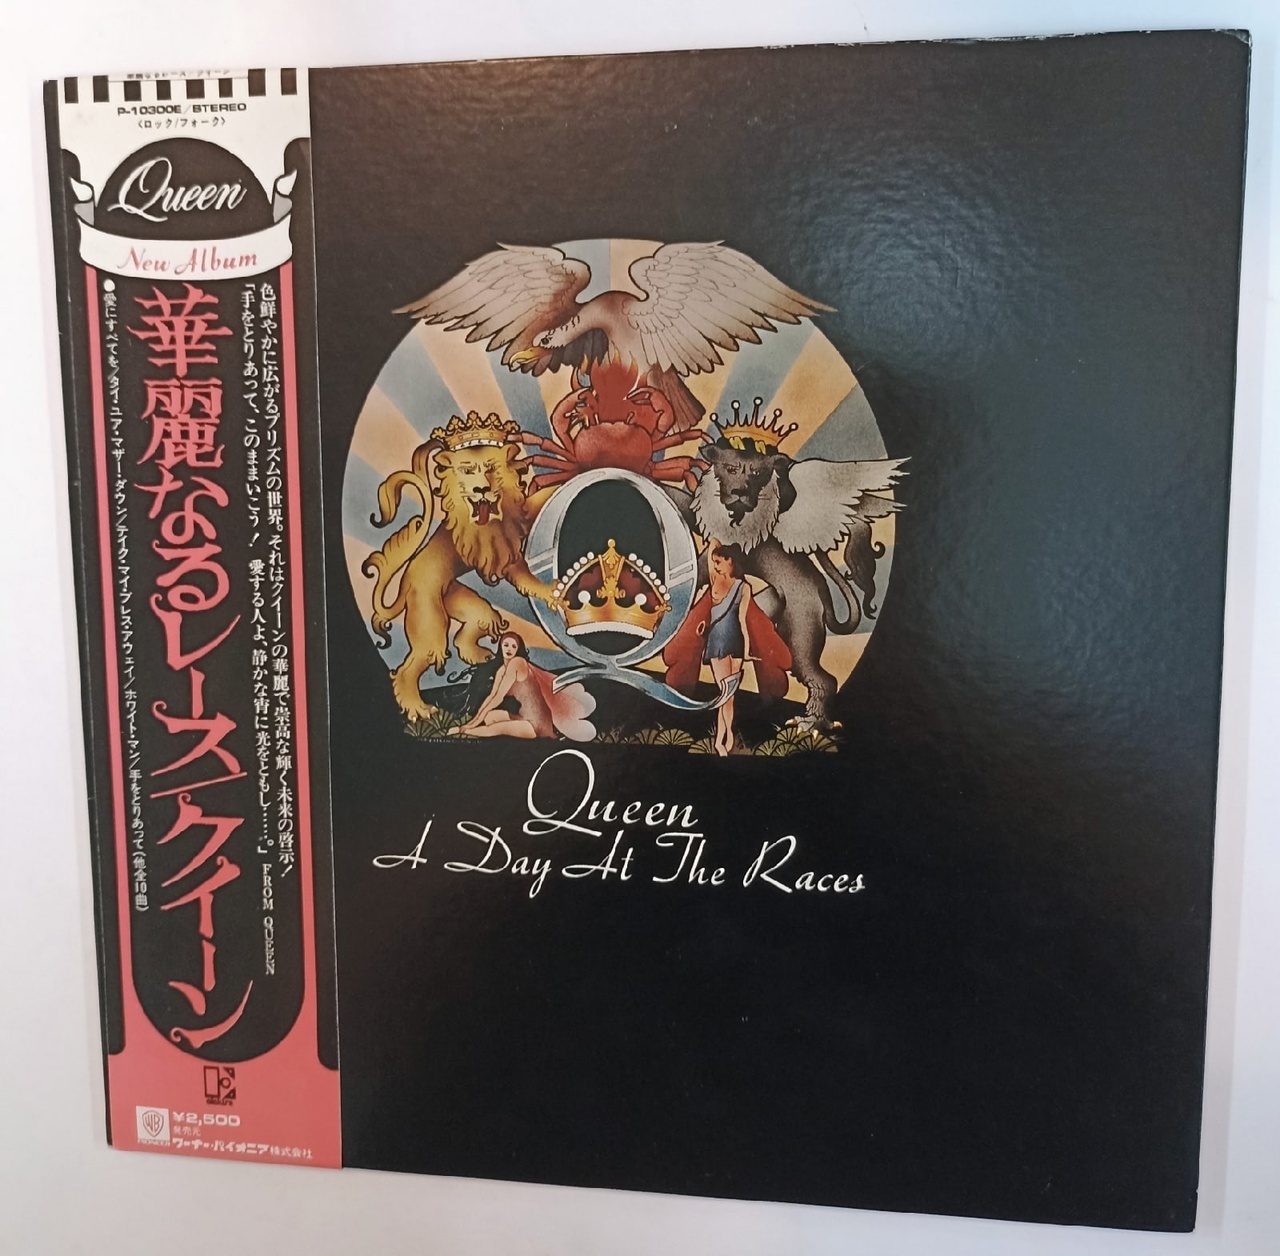 P-10300E/STEREO
〈ロック/フォーク〉
Queen
New Album
色鮮やかに広がるプリズムの世界。それはクイーンの華麗で崇高な輝く未来の啓示!
「手をとりあって、このままいこう! 愛する人よ、静かな宵に 光をともし……。」 FROM QUEEN
華麗なるレース/クイーン
●愛にすべてを/タイ・ユア・マザー・ダウン/テイク・マイ・ブレス・アウェイ/ホワイト・マン/手をとりあって(他全10曲)
¥2,500
発売元
ワーナー・パイオニア株式会社
WB
PIONEER
Queen
A Day At The Races